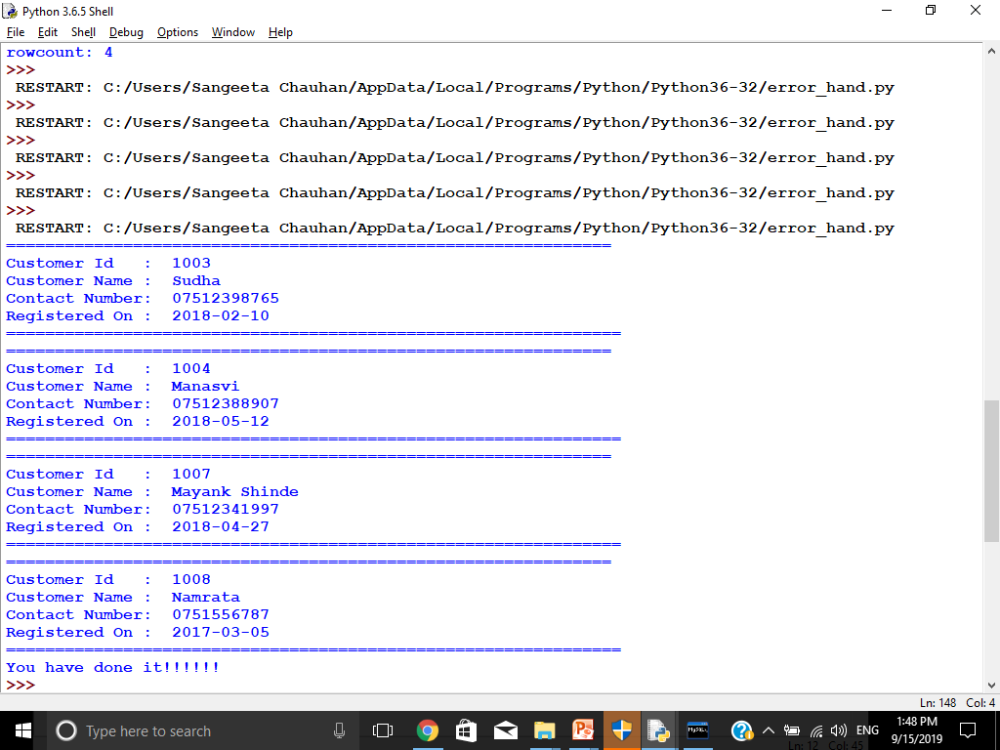 Python 3.6.5 Shell
File Edit Shell Debug Options Window Help
rowcount: 4
>>>
RESTART: C:/Users/Sangeeta Chauhan/AppData/Local/Programs/Python/Python36-32/error_hand.py
>>>
RESTART: C:/Users/Sangeeta Chauhan/AppData/Local/Programs/Python/Python36-32/error_hand.py
>>>
RESTART: C:/Users/Sangeeta Chauhan/AppData/Local/Programs/Python/Python36-32/error_hand.py
>>>
RESTART: C:/Users/Sangeeta Chauhan/AppData/Local/Programs/Python/Python36-32/error_hand.py
>>>
RESTART: C:/Users/Sangeeta Chauhan/AppData/Local/Programs/Python/Python36-32/error_hand.py
==============================================================
Customer Id   :  1003
Customer Name :  Sudha
Contact Number:  07512398765
Registered On :  2018-02-10
===============================================================
==============================================================
Customer Id   :  1004
Customer Name :  Manasvi
Contact Number:  07512388907
Registered On :  2018-05-12
===============================================================
==============================================================
Customer Id   :  1007
Customer Name :  Mayank Shinde
Contact Number:  07512341997
Registered On :  2018-04-27
===============================================================
==============================================================
Customer Id   :  1008
Customer Name :  Namrata
Contact Number:  0751556787
Registered On :  2017-03-05
===============================================================
You have done it!!!!!!
>>>
Ln: 148 Col: 4
Type here to search
MySQL
ENG
1:48 PM
9/15/2019
Ln: 12 Col: 45